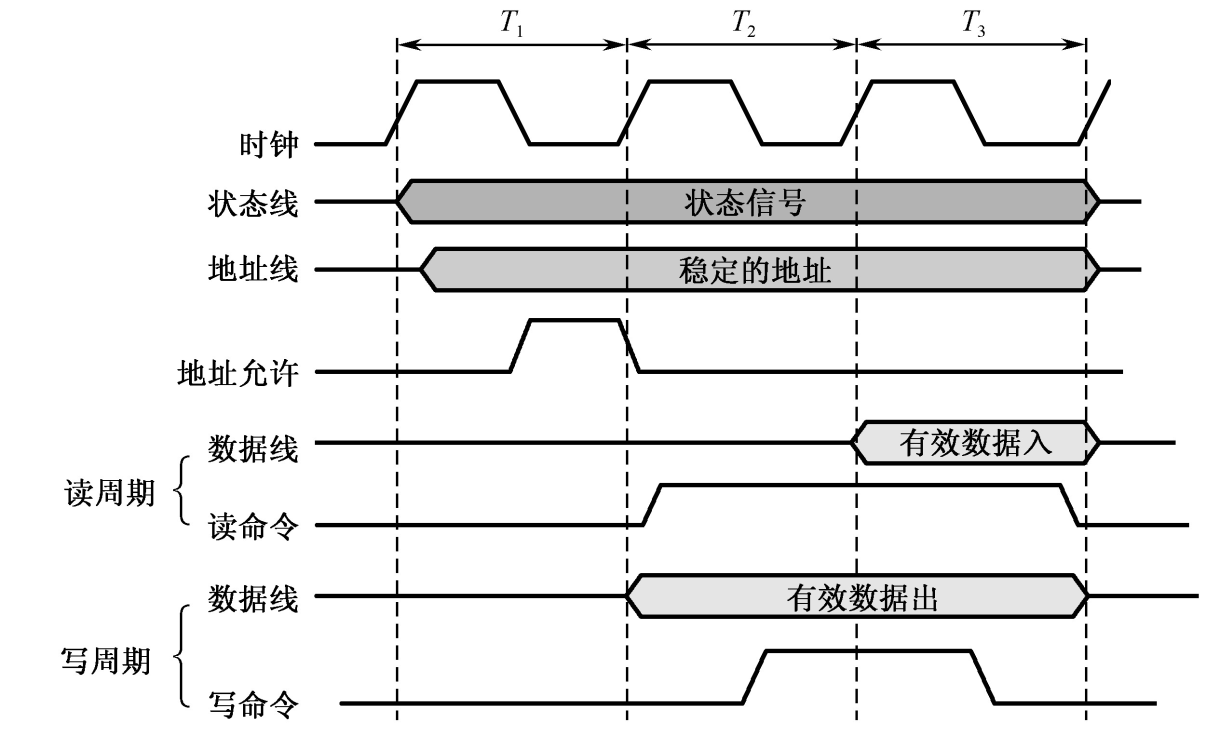 T1 T2 T3
时钟
状态线 状态信号
地址线 稳定的地址
地址允许
数据线 有效数据入
读周期
读命令
数据线 有效数据出
写周期
写命令